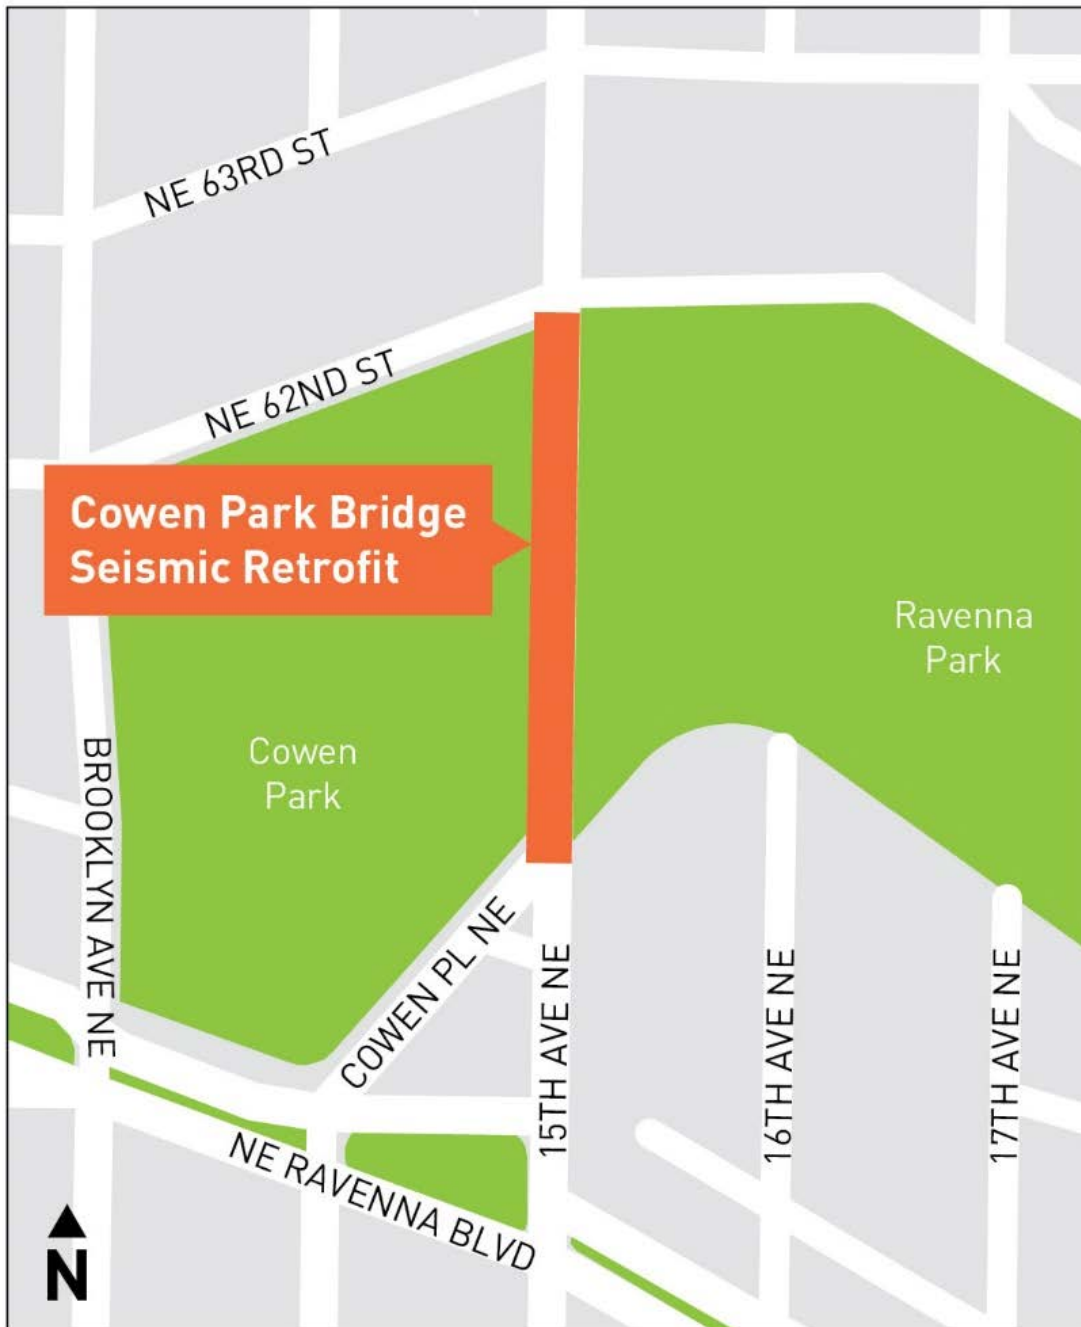 NE 63RD ST
NE 62ND ST
Cowen Park Bridge
Seismic Retrofit
Ravenna
Park
Cowen
Park
BROOKLYN AVE NE
COWEN PL NE
15TH AVE NE
16TH AVE NE
17TH AVE NE
NE RAVENNA BLVD
N